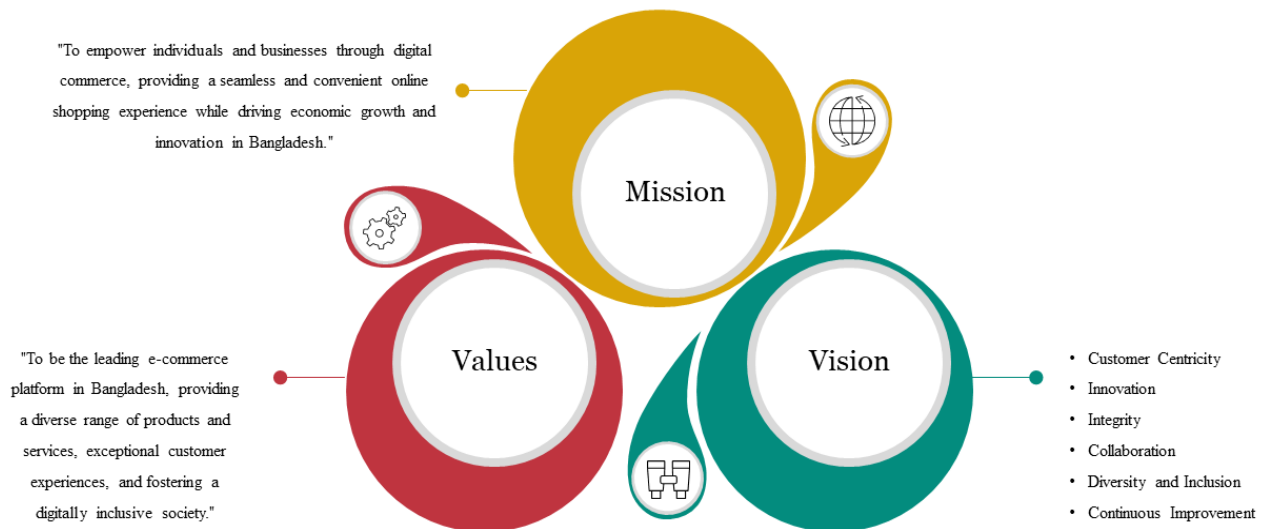 "To empower individuals and businesses through digital
commerce, providing a seamless and convenient online
shopping experience while driving economic growth and
innovation in Bangladesh."
Mission
Values
Vision
"To be the leading e-commerce
platform in Bangladesh, providing
a diverse range of products and
services, exceptional customer
experiences, and fostering a
digitally inclusive society."
• Customer Centricity
• Innovation
• Integrity
• Collaboration
• Diversity and Inclusion
• Continuous Improvement